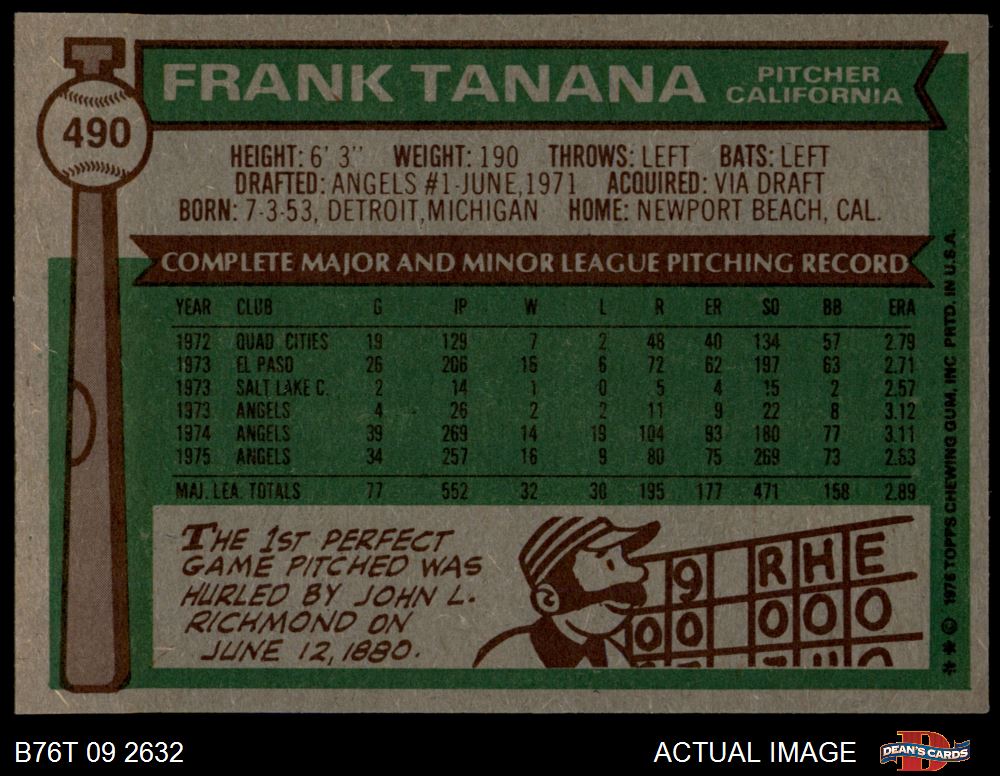 490
FRANK TANANA
PITCHER
CALIFORNIA
HEIGHT: 6' 3" WEIGHT: 190 THROWS: LEFT BATS: LEFT
DRAFTED: ANGELS #1-JUNE, 1971 ACQUIRED: VIA DRAFT
BORN: 7-3-53, DETROIT, MICHIGAN HOME: NEWPORT BEACH, CAL.
COMPLETE MAJOR AND MINOR LEAGUE PITCHING RECORD
YEAR CLUB G IP W L R ER SO BB ERA
1972 QUAD CITIES 19 129 7 2 48 40 134 57 2.79
1973 EL PASO 26 206 16 6 72 62 197 63 2.71
1973 SALT LAKE C. 2 14 1 0 5 4 15 2 2.57
1973 ANGELS 4 26 2 2 11 9 22 8 3.12
1974 ANGELS 39 269 14 19 104 93 180 77 3.11
1975 ANGELS 34 257 16 9 80 75 269 73 2.63
MAJ. LEA. TOTALS 77 552 32 30 195 177 471 158 2.89
THE 1ST PERFECT
GAME PITCHED WAS
HURLED BY JOHN L.
RICHMOND ON
JUNE 12, 1880.
9 R H E
0 0 0 0 0
* * © 1976 TOPPS CHEWING GUM, INC. PRTD. IN U.S.A.
B76T 09 2632
ACTUAL IMAGE
D
DEAN'S CARDS